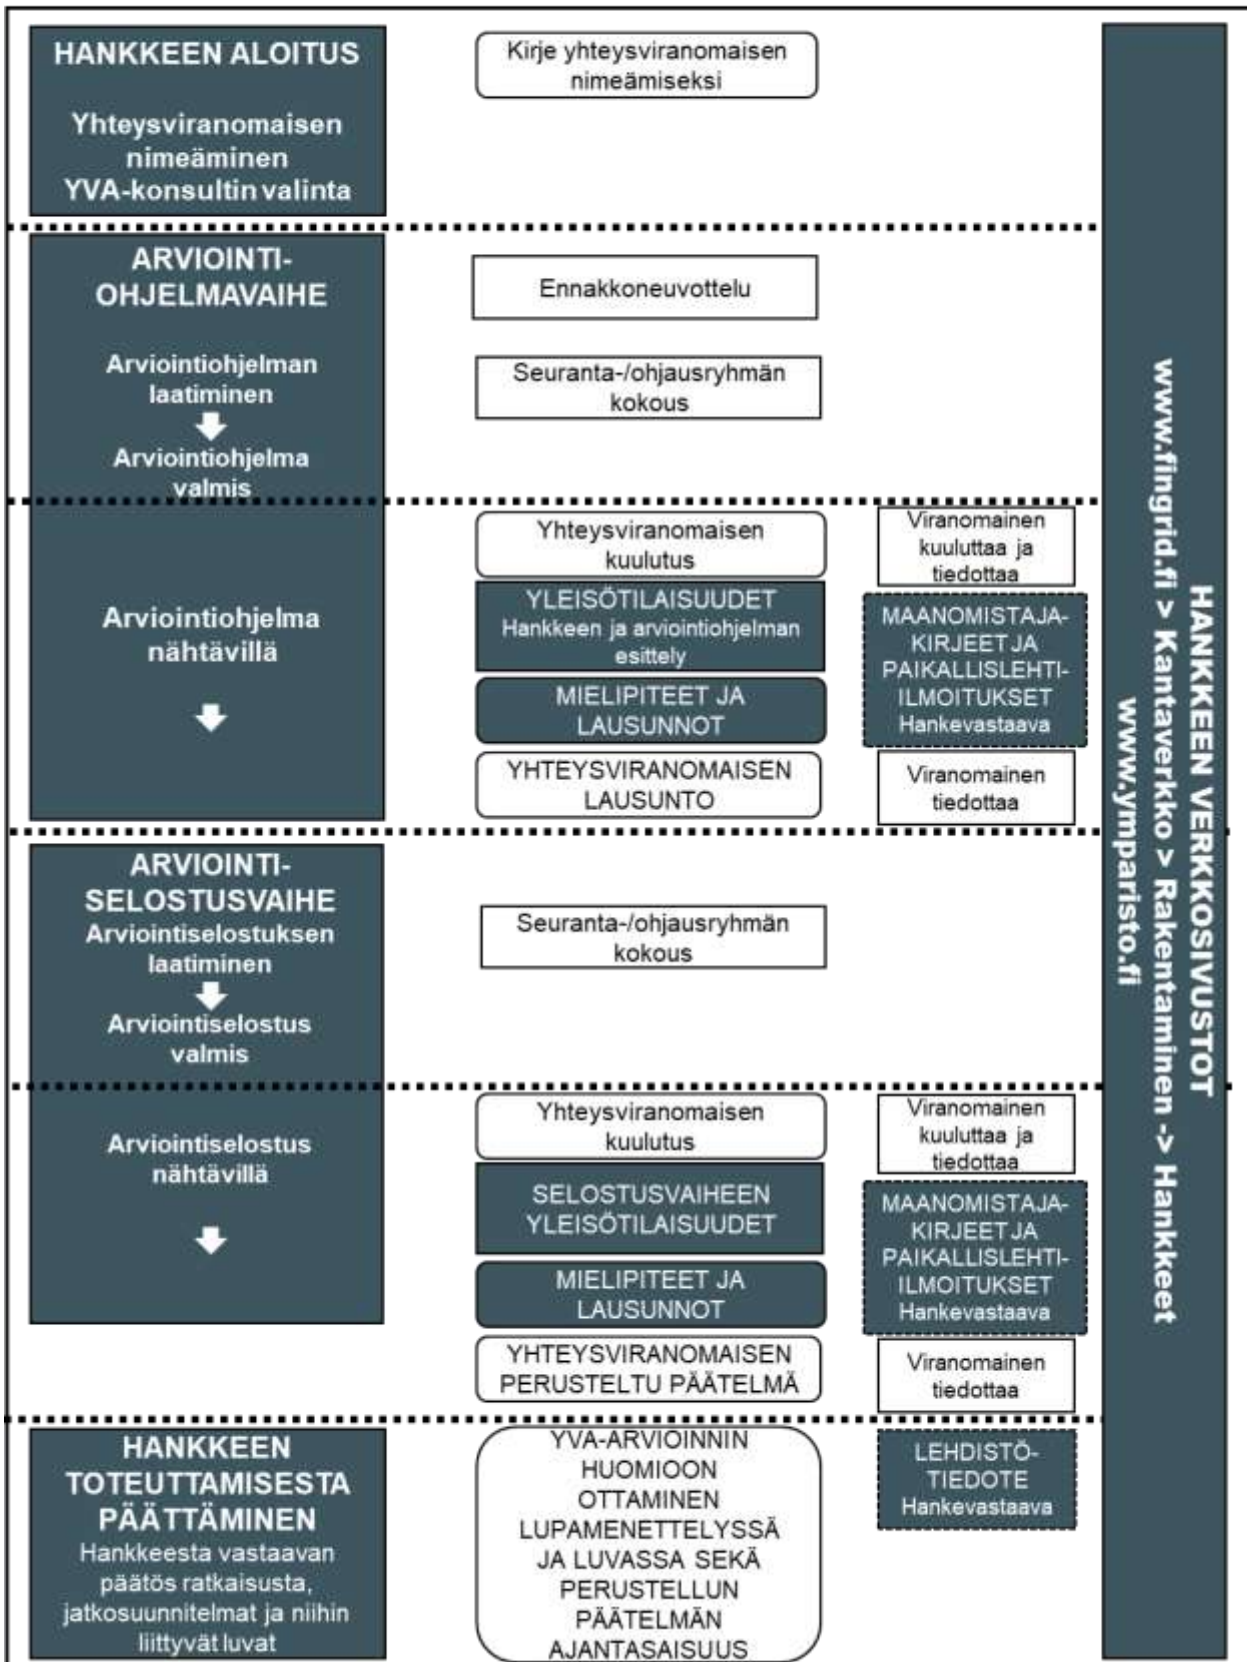 HANKKEEN ALOITUS
Yhteysviranomaisen
nimeäminen
YVA-konsultin valinta
Kirje yhteysviranomaisen
nimeämiseksi
ARVIOINTI-
OHJELMAVAIHE
Arviointiohjelman
laatiminen
Arviointiohjelma
valmis
Ennakkoneuvottelu
Seuranta-/ohjausryhmän
kokous
Arviointiohjelma
nähtävillä
Yhteysviranomaisen
kuulutus
YLEISÖTILAISUUDET
Hankkeen ja arviointiohjelman
esittely
MIELIPITEET JA
LAUSUNNOT
YHTEYSVIRANOMAISEN
LAUSUNTO
Viranomainen
kuuluttaa ja
tiedottaa
MAANOMISTAJA-
KIRJEET JA
PAIKALLISLEHTI-
ILMOITUKSET
Hankevastaava
Viranomainen
tiedottaa
ARVIOINTI-
SELOSTUSVAIHE
Arviointiselostuksen
laatiminen
Arviointiselostus
valmis
Seuranta-/ohjausryhmän
kokous
Arviointiselostus
nähtävillä
Yhteysviranomaisen
kuulutus
SELOSTUSVAIHEEN
YLEISÖTILAISUUDET
MIELIPITEET JA
LAUSUNNOT
YHTEYSVIRANOMAISEN
PERUSTELTU PÄÄTELMÄ
Viranomainen
kuuluttaa ja
tiedottaa
MAANOMISTAJA-
KIRJEET JA
PAIKALLISLEHTI-
ILMOITUKSET
Hankevastaava
Viranomainen
tiedottaa
HANKKEEN
TOTEUTTAMISESTA
PÄÄTTÄMINEN
Hankkeesta vastaavan
päätös ratkaisusta,
jatkosuunnitelmat ja niihin
liittyvät luvat
YVA-ARVIOINNIN
HUOMIOON
OTTAMINEN
LUPAMENETTELYSSÄ
JA LUVASSA SEKÄ
PERUSTELLUN
PÄÄTELMÄN
AJANTASAISUUS
LEHDISTÖ-
TIEDOTE
Hankevastaava
HANKKEEN VERKKOSIVUSTOT
www.fingrid.fi > Kantaverkko > Rakentaminen -> Hankkeet
www.ymparisto.fi